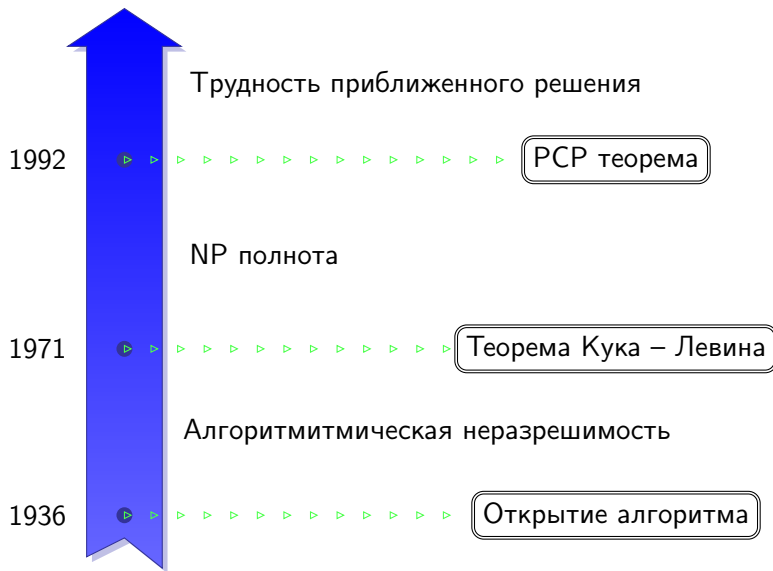 Трудность приближенного решения
1992 PCP теорема
NP полнота
1971 Теорема Кука – Левина
Алгоритмитмическая неразрешимость
1936 Открытие алгоритма